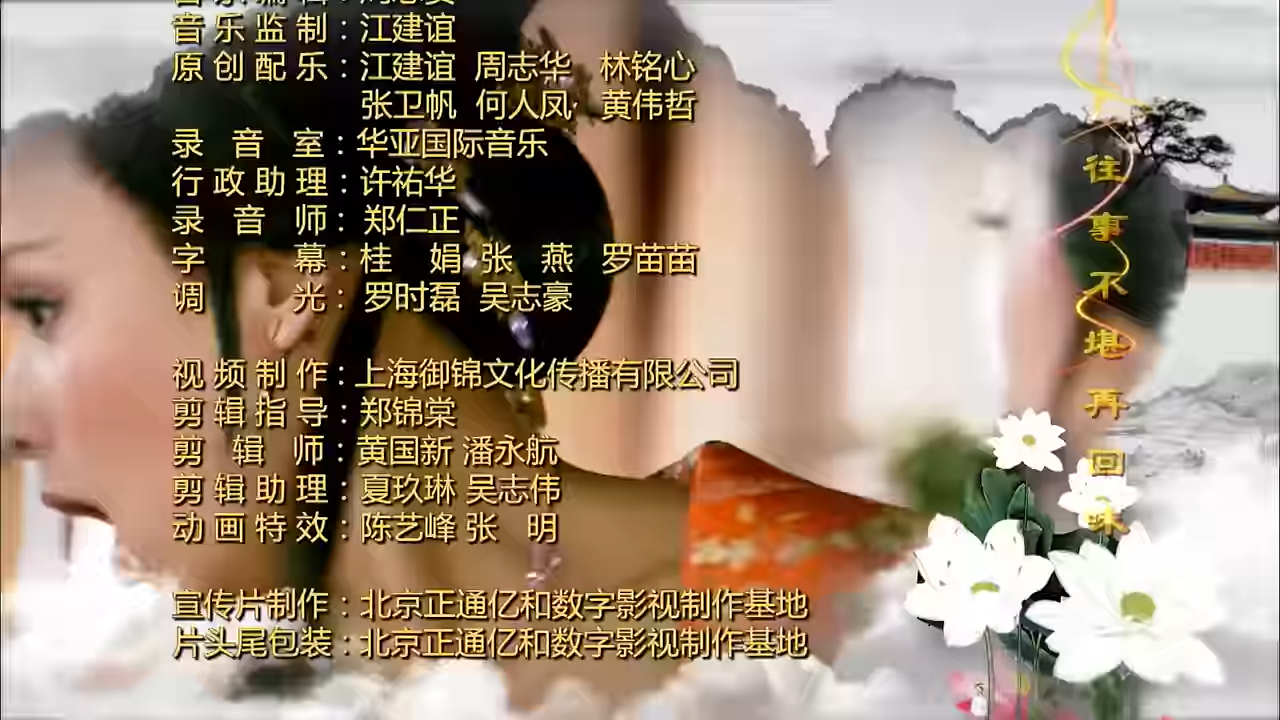 音乐监制：江建谊
原创配乐：江建谊 周志华 林铭心
张卫帆 何人凤 黄伟哲
录音室：华亚国际音乐
行政助理：许祐华
录音师：郑仁正
字幕：桂娟 张燕 罗苗苗
调光：罗时磊 吴志豪
视频制作：上海御锦文化传播有限公司
剪辑指导：郑锦棠
剪辑师：黄国新 潘永航
剪辑助理：夏玖琳 吴志伟
动画特效：陈艺峰 张明
宣传片制作：北京正通亿和数字影视制作基地
片头尾包装：北京正通亿和数字影视制作基地
往事不堪再回味